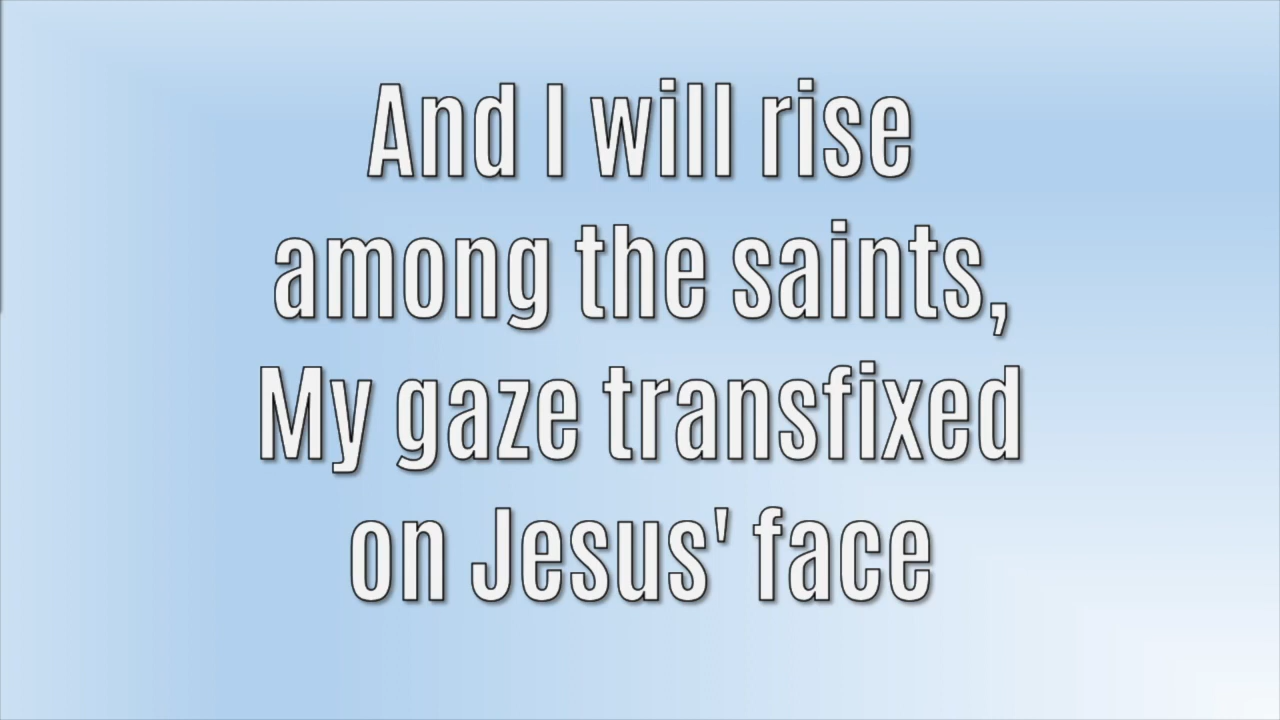 And I will rise
among the saints,
My gaze transfixed
on Jesus' face